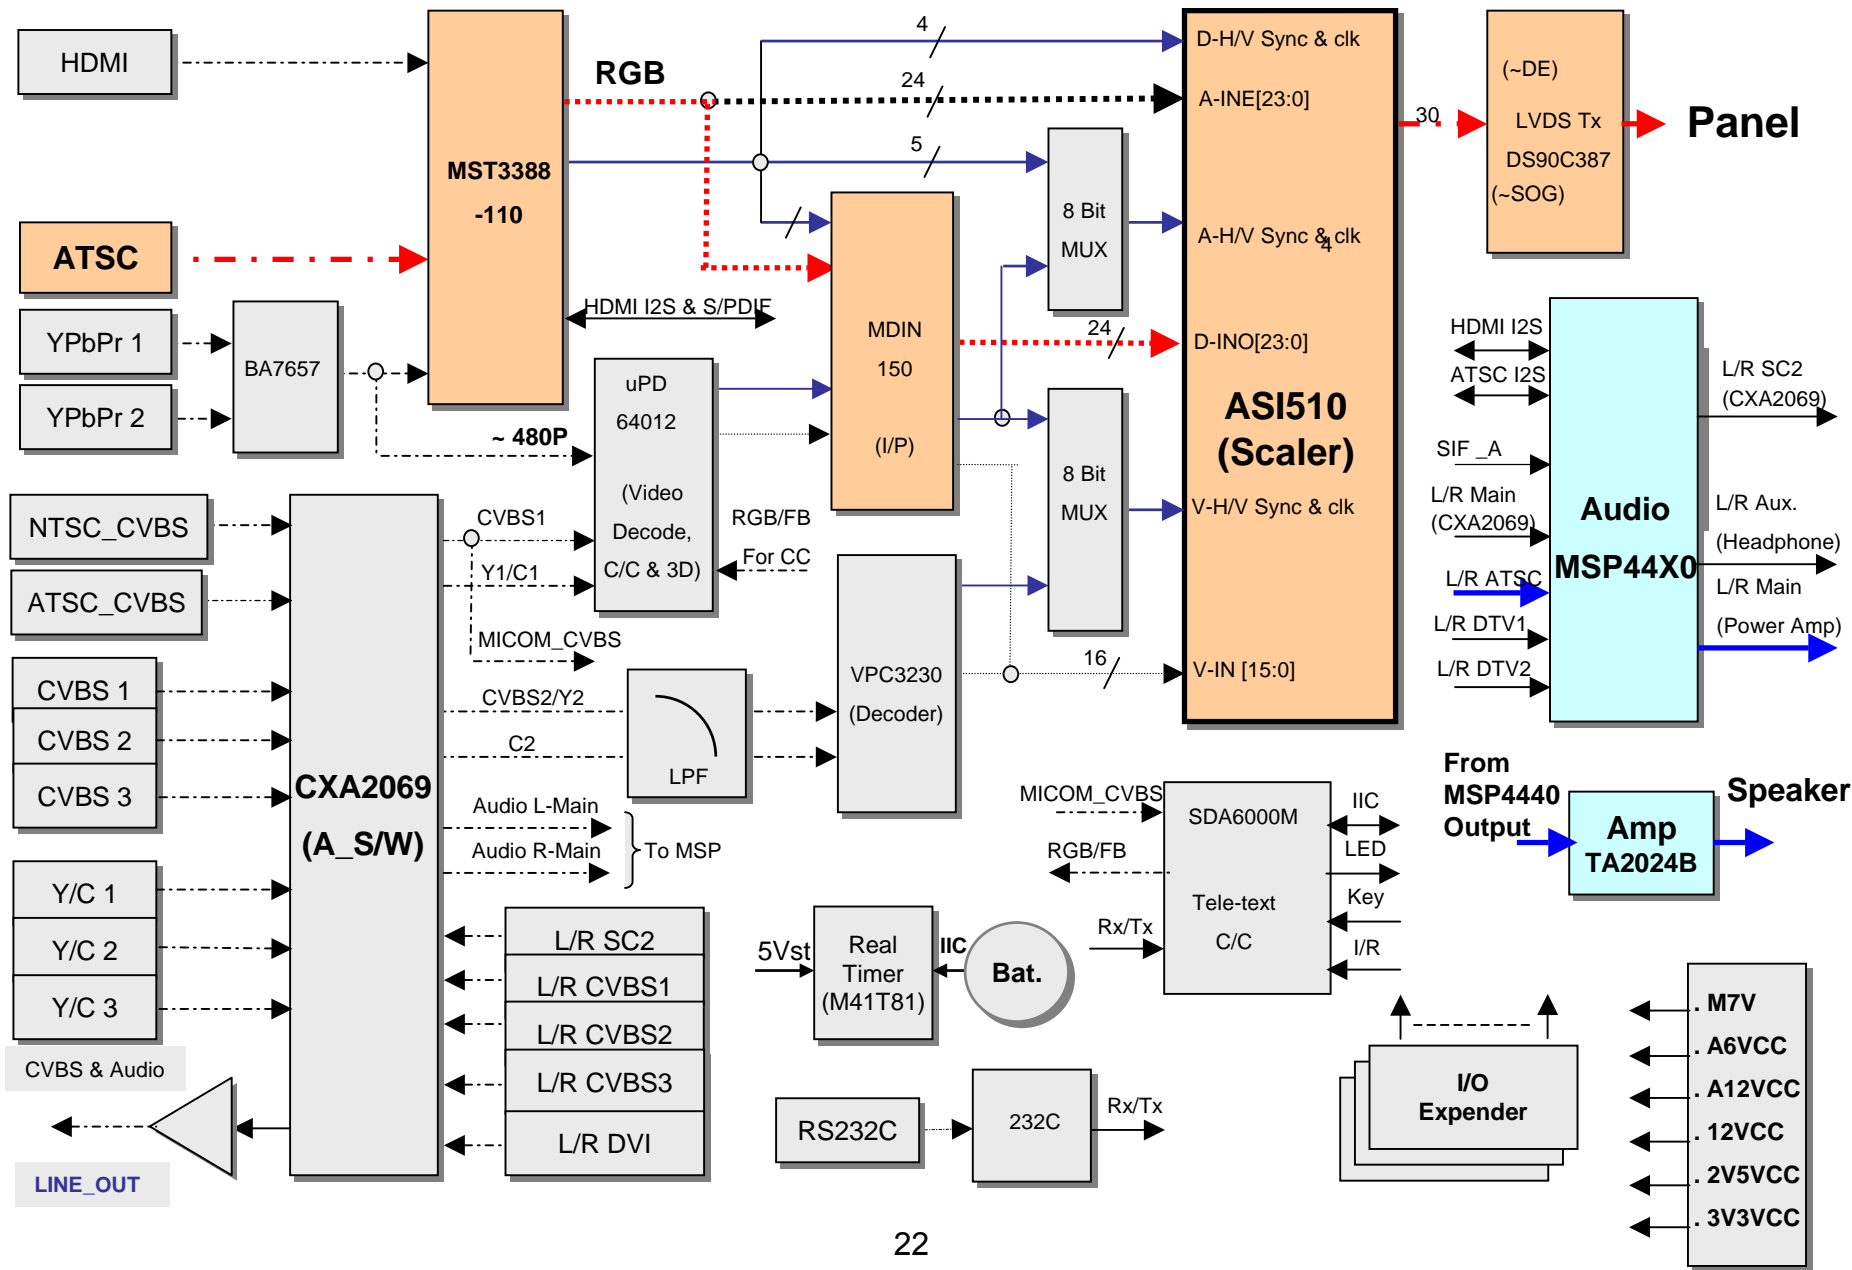 HDMI
ATSC
YPbPr 1
YPbPr 2
BA7657
MST3388
-110
RGB
4
24
5
HDMI I2S & S/PDIF
~ 480P
uPD
64012
(Video
Decode,
C/C & 3D)
RGB/FB
For CC
MDIN
150
(I/P)
8 Bit
MUX
8 Bit
MUX
24
16
D-H/V Sync & clk
A-INE[23:0]
A-H/V Sync & clk
4
D-INO[23:0]
ASI510
(Scaler)
V-H/V Sync & clk
V-IN [15:0]
30
(~DE)
LVDS Tx
DS90C387
(~SOG)
Panel
NTSC_CVBS
ATSC_CVBS
CVBS 1
CVBS 2
CVBS 3
Y/C 1
Y/C 2
Y/C 3
CVBS & Audio
LINE_OUT
CXA2069
(A_S/W)
CVBS1
Y1/C1
MICOM_CVBS
CVBS2/Y2
C2
LPF
VPC3230
(Decoder)
Audio L-Main
Audio R-Main
To MSP
L/R SC2
L/R CVBS1
L/R CVBS2
L/R CVBS3
L/R DVI
5Vst
Real
Timer
(M41T81)
IIC
Bat.
RS232C
232C
Rx/Tx
MICOM_CVBS
RGB/FB
Rx/Tx
SDA6000M
Tele-text
C/C
IIC
LED
Key
I/R
HDMI I2S
ATSC I2S
SIF _A
L/R Main
(CXA2069)
L/R ATSC
L/R DTV1
L/R DTV2
Audio
MSP44X0
L/R SC2
(CXA2069)
L/R Aux.
(Headphone)
L/R Main
(Power Amp)
From
MSP4440
Output
Amp
TA2024B
Speaker
I/O
Expender
. M7V
. A6VCC
. A12VCC
. 12VCC
. 2V5VCC
. 3V3VCC
22